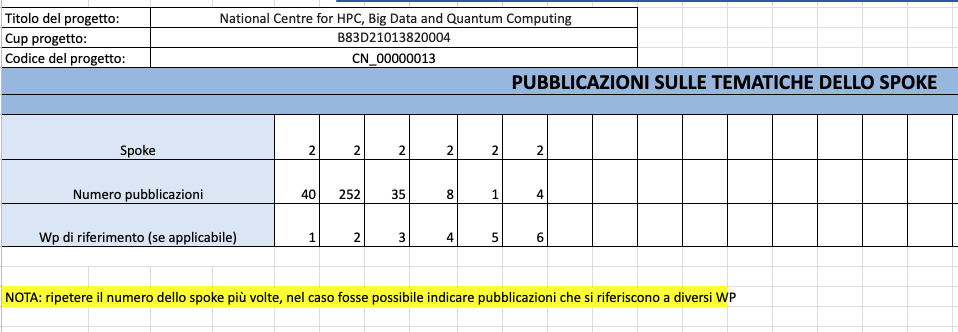 Titolo del progetto: National Centre for HPC, Big Data and Quantum Computing
Cup progetto: B83D21013820004
Codice del progetto: CN_00000013
PUBBLICAZIONI SULLE TEMATICHE DELLO SPOKE
Spoke 2 2 2 2 2 2
Numero pubblicazioni 40 252 35 8 1 4
Wp di riferimento (se applicabile) 1 2 3 4 5 6
NOTA: ripetere il numero dello spoke più volte, nel caso fosse possibile indicare pubblicazioni che si riferiscono a diversi WP